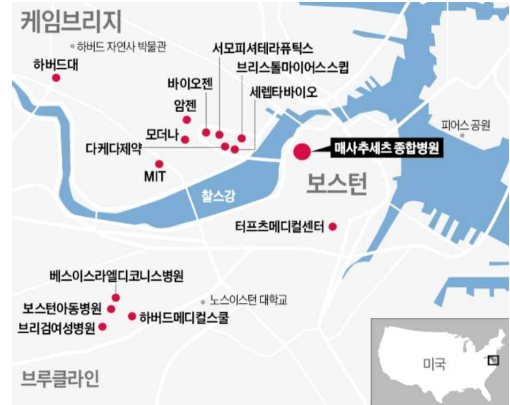 케임브리지
하버드 자연사 박물관
하버드대
서모피셔테라퓨틱스
바이오젠
브리스톨마이어스스큅
암젠
세렙타바이오
모더나
다케다제약
MIT
피어스 공원
매사추세츠 종합병원
보스턴
찰스강
터프츠메디컬센터
베스이스라엘디코니스병원
노스이스턴 대학교
보스턴아동병원
하버드메디컬스쿨
브리검여성병원
브루클라인
미국